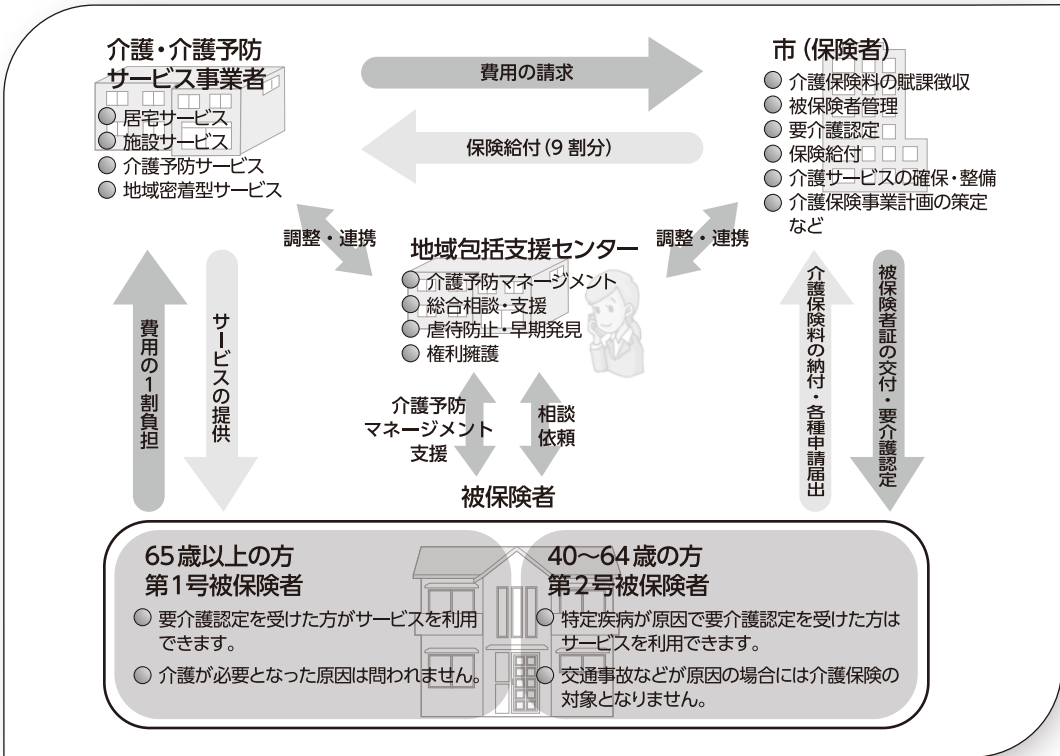 介護・介護予防
サービス事業者
居宅サービス
施設サービス
介護予防サービス
地域密着型サービス
費用の請求
保険給付(9割分)
市(保険者)
介護保険料の賦課徴収
被保険者管理
要介護認定
保険給付
介護サービスの確保・整備
介護保険事業計画の策定
など
調整・連携
地域包括支援センター
調整・連携
介護予防マネージメント
総合相談・支援
虐待防止・早期発見
権利擁護
費用の1割負担
サービスの提供
介護予防
マネージメント
支援
相談
依頼
介護保険料の納付・各種申請届出
被保険者証の交付・要介護認定
被保険者
65歳以上の方
第1号被保険者
要介護認定を受けた方がサービスを利用
できます。
介護が必要となった原因は問われません。
40〜64歳の方
第2号被保険者
特定疾病が原因で要介護認定を受けた方は
サービスを利用できます。
交通事故などが原因の場合には介護保険の
対象となりません。